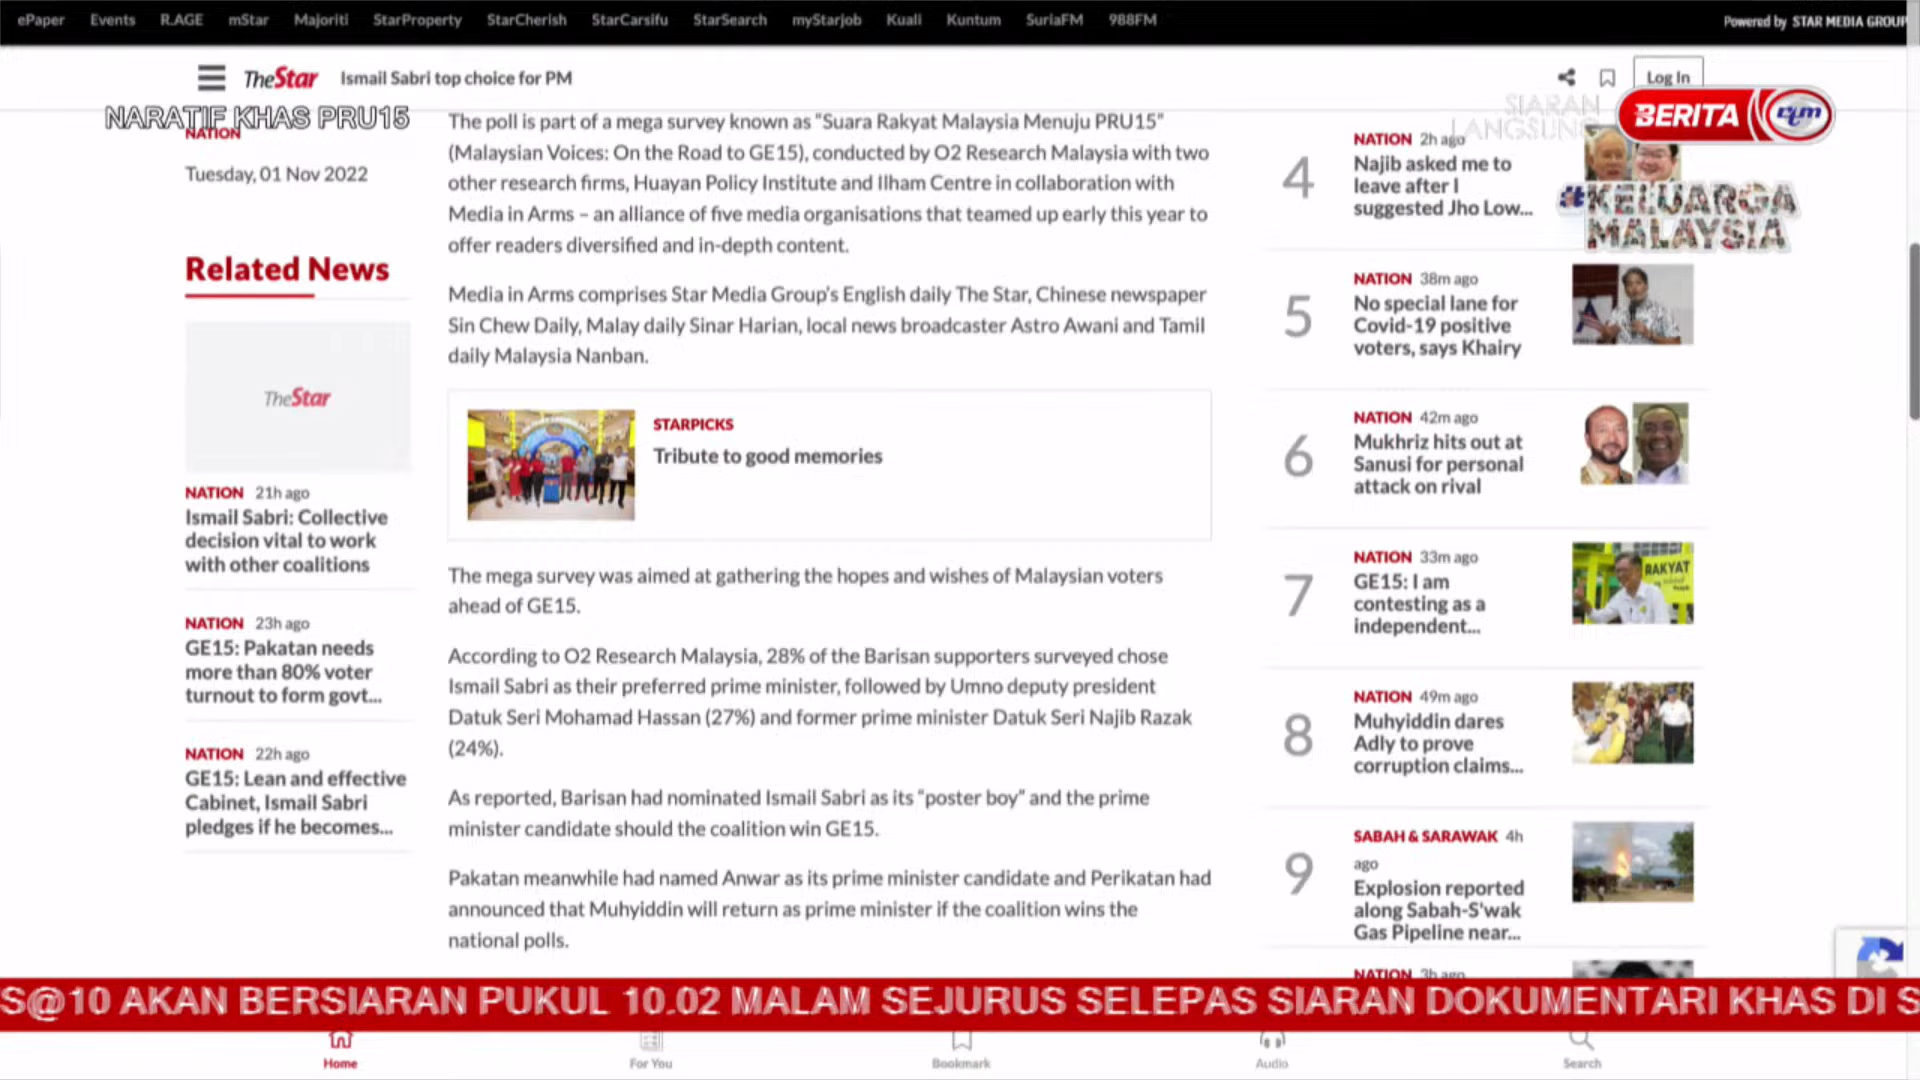 ePaper Events R.AGE mStar Majoriti StarProperty StarCherish StarCarsifu StarSearch myStarjob Kuali Kuntum SuriaFM 988FM Powered by STAR MEDIA GROUP
TheStar Ismail Sabri top choice for PM Log In
NARATIF KHAS PRU15
NATION
Tuesday, 01 Nov 2022
Related News
TheStar
NATION 21h ago
Ismail Sabri: Collective
decision vital to work
with other coalitions
NATION 23h ago
GE15: Pakatan needs
more than 80% voter
turnout to form govt...
NATION 22h ago
GE15: Lean and effective
Cabinet, Ismail Sabri
pledges if he becomes...
The poll is part of a mega survey known as “Suara Rakyat Malaysia Menuju PRU15”
(Malaysian Voices: On the Road to GE15), conducted by O2 Research Malaysia with two
other research firms, Huayan Policy Institute and Ilham Centre in collaboration with
Media in Arms – an alliance of five media organisations that teamed up early this year to
offer readers diversified and in-depth content.
Media in Arms comprises Star Media Group’s English daily The Star, Chinese newspaper
Sin Chew Daily, Malay daily Sinar Harian, local news broadcaster Astro Awani and Tamil
daily Malaysia Nanban.
STARPICKS
Tribute to good memories
The mega survey was aimed at gathering the hopes and wishes of Malaysian voters
ahead of GE15.
According to O2 Research Malaysia, 28% of the Barisan supporters surveyed chose
Ismail Sabri as their preferred prime minister, followed by Umno deputy president
Datuk Seri Mohamad Hassan (27%) and former prime minister Datuk Seri Najib Razak
(24%).
As reported, Barisan had nominated Ismail Sabri as its “poster boy” and the prime
minister candidate should the coalition win GE15.
Pakatan meanwhile had named Anwar as its prime minister candidate and Perikatan had
announced that Muhyiddin will return as prime minister if the coalition wins the
national polls.
SIARAN
LANGSUNG
BERITA rtm
#KELUARGA
MALAYSIA
4
NATION 2h ago
Najib asked me to
leave after I
suggested Jho Low...
5
NATION 38m ago
No special lane for
Covid-19 positive
voters, says Khairy
6
NATION 42m ago
Mukhriz hits out at
Sanusi for personal
attack on rival
7
NATION 33m ago
GE15: I am
contesting as a
independent...
RAKYAT
8
NATION 49m ago
Muhyiddin dares
Adly to prove
corruption claims...
9
SABAH & SARAWAK 4h
ago
Explosion reported
along Sabah-S'wak
Gas Pipeline near...
NATION 3h ago
S@10 AKAN BERSIARAN PUKUL 10.02 MALAM SEJURUS SELEPAS SIARAN DOKUMENTARI KHAS DI S
Home For You Bookmark Audio Search